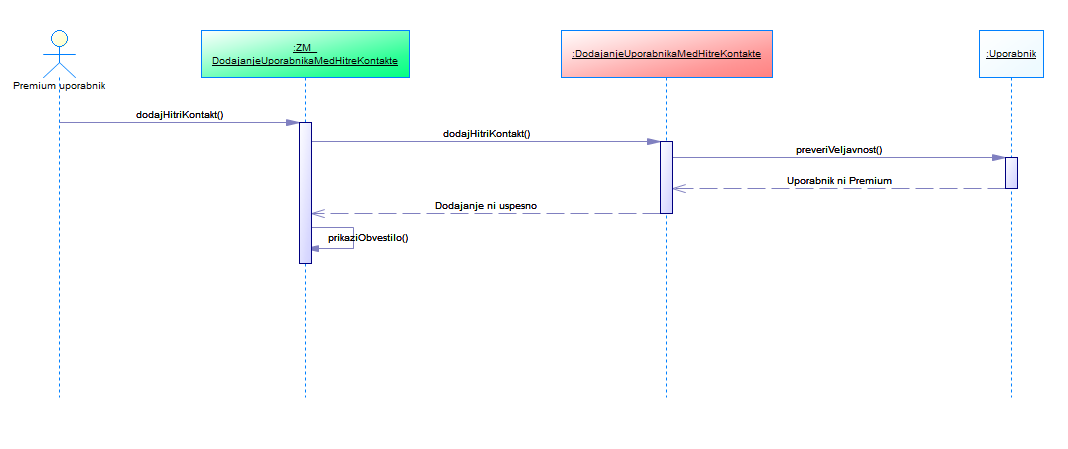 :ZM_
DodajanjeUporabnikaMedHitreKontakte
:DodajanjeUporabnikaMedHitreKontakte
:Uporabnik
Premium uporabnik
dodajHitriKontakt()
dodajHitriKontakt()
preveriVeljavnost()
Uporabnik ni Premium
Dodajanje ni uspesno
prikaziObvestilo()